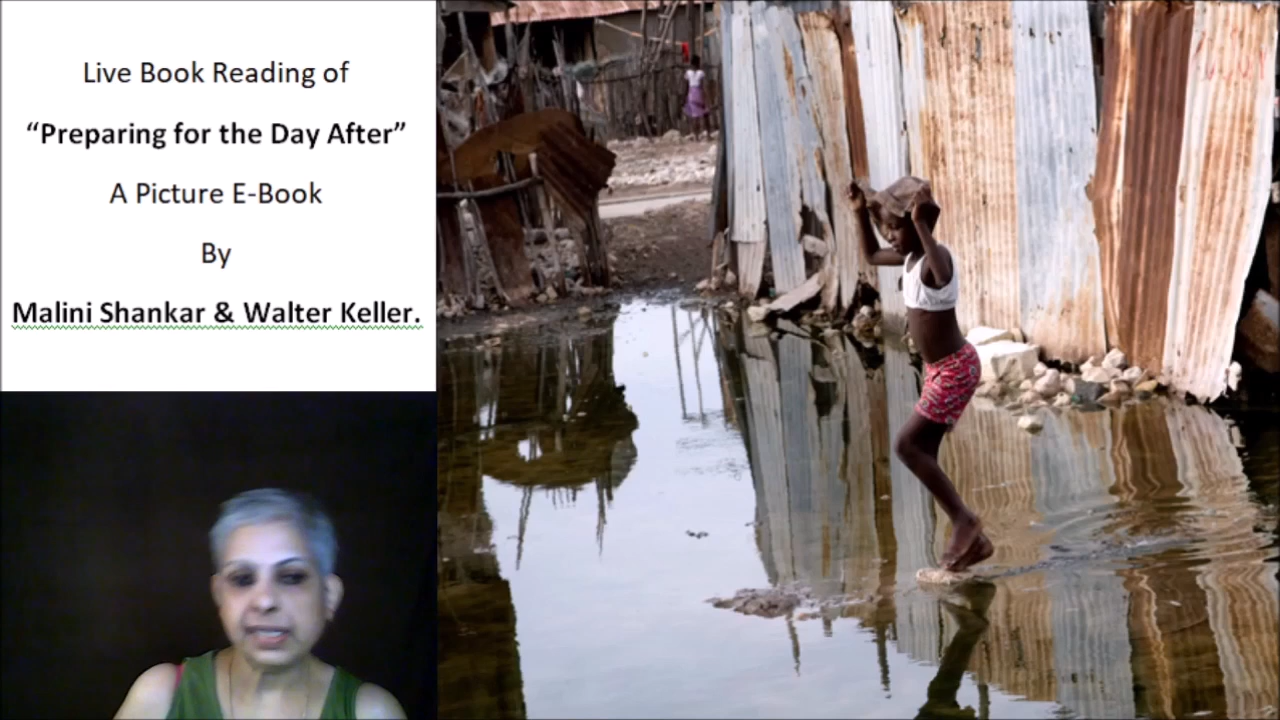 Live Book Reading of
“Preparing for the Day After”
A Picture E-Book
By
Malini Shankar & Walter Keller.